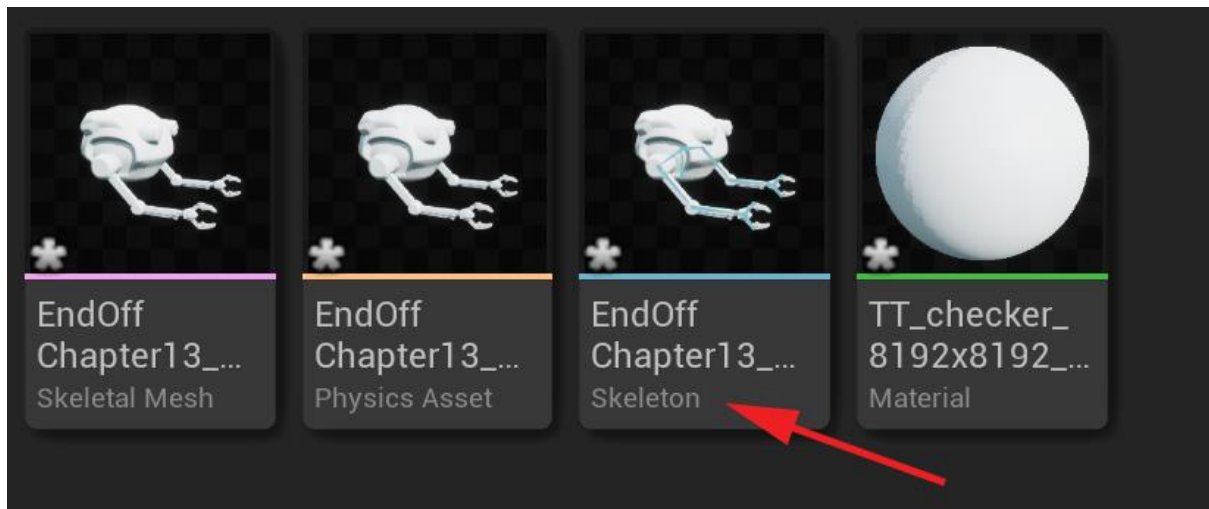 EndOff
Chapter13_...
Skeletal Mesh
EndOff
Chapter13_...
Physics Asset
EndOff
Chapter13_...
Skeleton
TT_checker_
8192x8192_...
Material